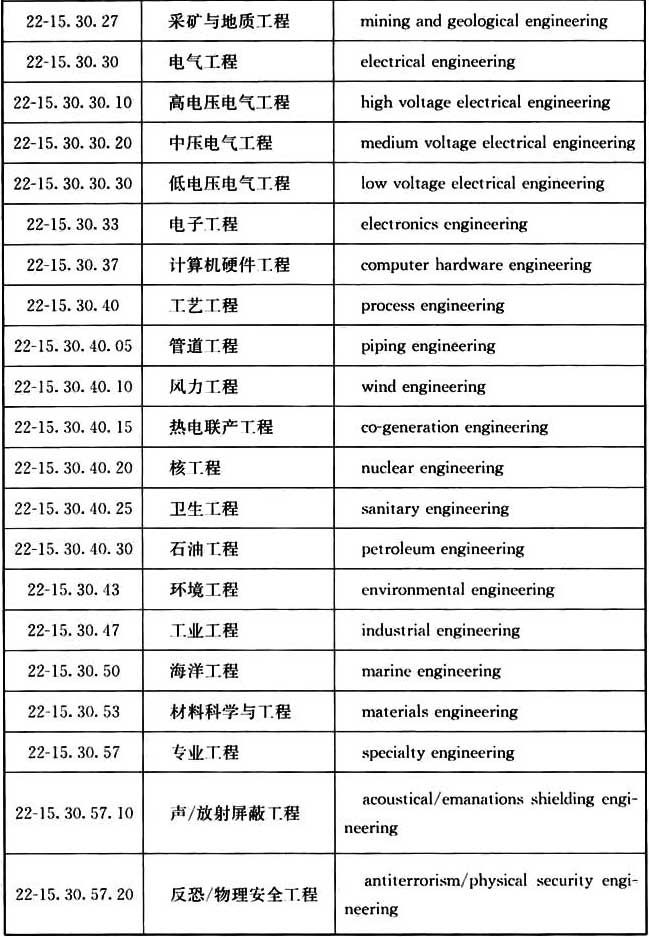 22-15. 30. 27 采矿与地质工程 mining and geological engineering
22-15. 30. 30 电气工程 electrical engineering
22-15. 30. 30. 10 高电压电气工程 high voltage electrical engineering
22-15. 30. 30. 20 中压电气工程 medium voltage electrical engineering
22-15. 30. 30. 30 低电压电气工程 low voltage electrical engineering
22-15. 30. 33 电子工程 electronics engineering
22-15. 30. 37 计算机硬件工程 computer hardware engineering
22-15. 30. 40 工艺工程 process engineering
22-15. 30. 40. 05 管道工程 piping engineering
22-15. 30. 40. 10 风力工程 wind engineering
22-15. 30. 40. 15 热电联产工程 co-generation engineering
22-15. 30. 40. 20 核工程 nuclear engineering
22-15. 30. 40. 25 卫生工程 sanitary engineering
22-15. 30. 40. 30 石油工程 petroleum engineering
22-15. 30. 43 环境工程 environmental engineering
22-15. 30. 47 工业工程 industrial engineering
22-15. 30. 50 海洋工程 marine engineering
22-15. 30. 53 材料科学与工程 materials engineering
22-15. 30. 57 专业工程 specialty engineering
22-15. 30. 57. 10 声/放射屏蔽工程 acoustical/emanations shielding engi-
neering
22-15. 30. 57. 20 反恐/物理安全工程 antiterrorism/physical security engi-
neering